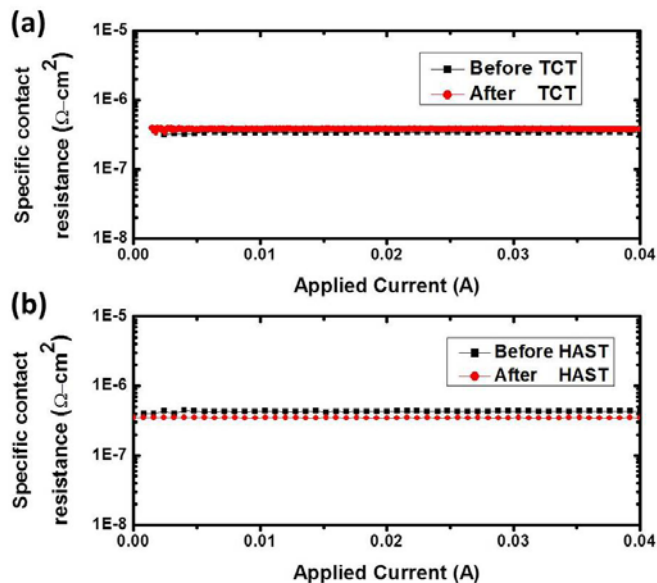 (a)
1E-5
1E-6
1E-7
1E-8
Specific contact
resistance (Ω-cm²)
Before TCT
After TCT
0.00 0.01 0.02 0.03 0.04
Applied Current (A)
(b)
1E-5
1E-6
1E-7
1E-8
Specific contact
resistance (Ω-cm²)
Before HAST
After HAST
0.00 0.01 0.02 0.03 0.04
Applied Current (A)